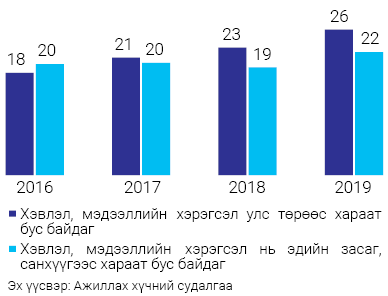 18 20 21 20 23 19 26 22
2016 2017 2018 2019
Хэвлэл, мэдээллийн хэрэгсэл улс төрөөс хараат
бус байдаг
Хэвлэл, мэдээллийн хэрэгсэл нь эдийн засаг,
санхүүгээс хараат бус байдаг
Эх үүсвэр: Ажиллах хүчний судалгаа